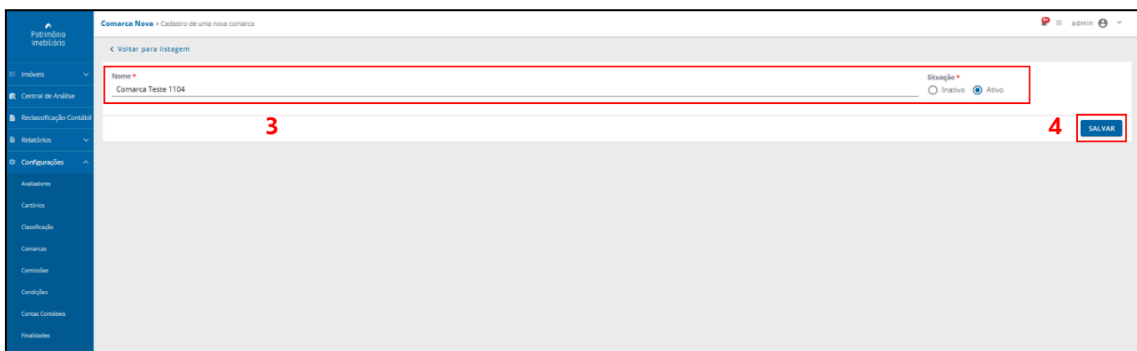 Patrimônio
imobiliário
Imóveis
Central de Análise
Reclassificação Contábil
Relatórios
Configurações
Avaliadores
Cartórios
Classificação
Comarcas
Comissões
Condições
Contas Contábeis
Finalidades
Comarca Nova > Cadastro de uma nova comarca
admin
Voltar para listagem
Nome *
Comarca Teste 1104
Situação *
Inativo Ativo
3
4
SALVAR